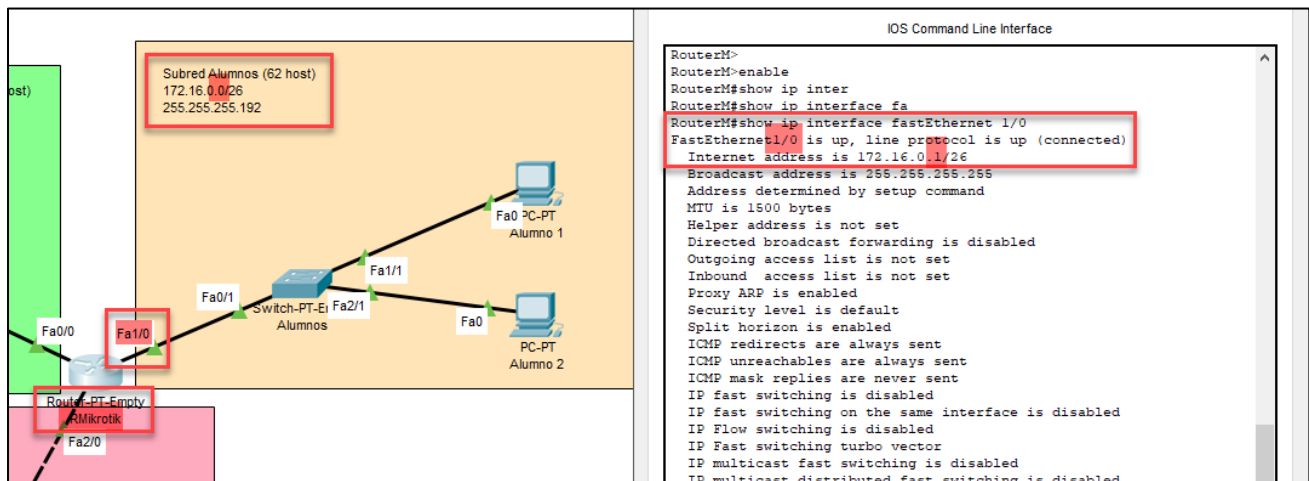 ost)
Subred Alumnos (62 host)
172.16.0.0/26
255.255.255.192
Fa0
PC-PT
Alumno 1
Fa1/1
Fa0/1
Switch-PT-E
Fa2/1
Alumnos
Fa0
PC-PT
Alumno 2
Fa0/0
Fa1/0
Router-PT-Empty
RMikrotik
Fa2/0
IOS Command Line Interface
RouterM>
RouterM>enable
RouterM#show ip inter
RouterM#show ip interface fa
RouterM#show ip interface fastEthernet 1/0
FastEthernet1/0 is up, line protocol is up (connected)
Internet address is 172.16.0.1/26
Broadcast address is 255.255.255.255
Address determined by setup command
MTU is 1500 bytes
Helper address is not set
Directed broadcast forwarding is disabled
Outgoing access list is not set
Inbound  access list is not set
Proxy ARP is enabled
Security level is default
Split horizon is enabled
ICMP redirects are always sent
ICMP unreachables are always sent
ICMP mask replies are never sent
IP fast switching is disabled
IP fast switching on the same interface is disabled
IP Flow switching is disabled
IP Fast switching turbo vector
IP multicast fast switching is disabled
IP multicast distributed fast switching is disabled